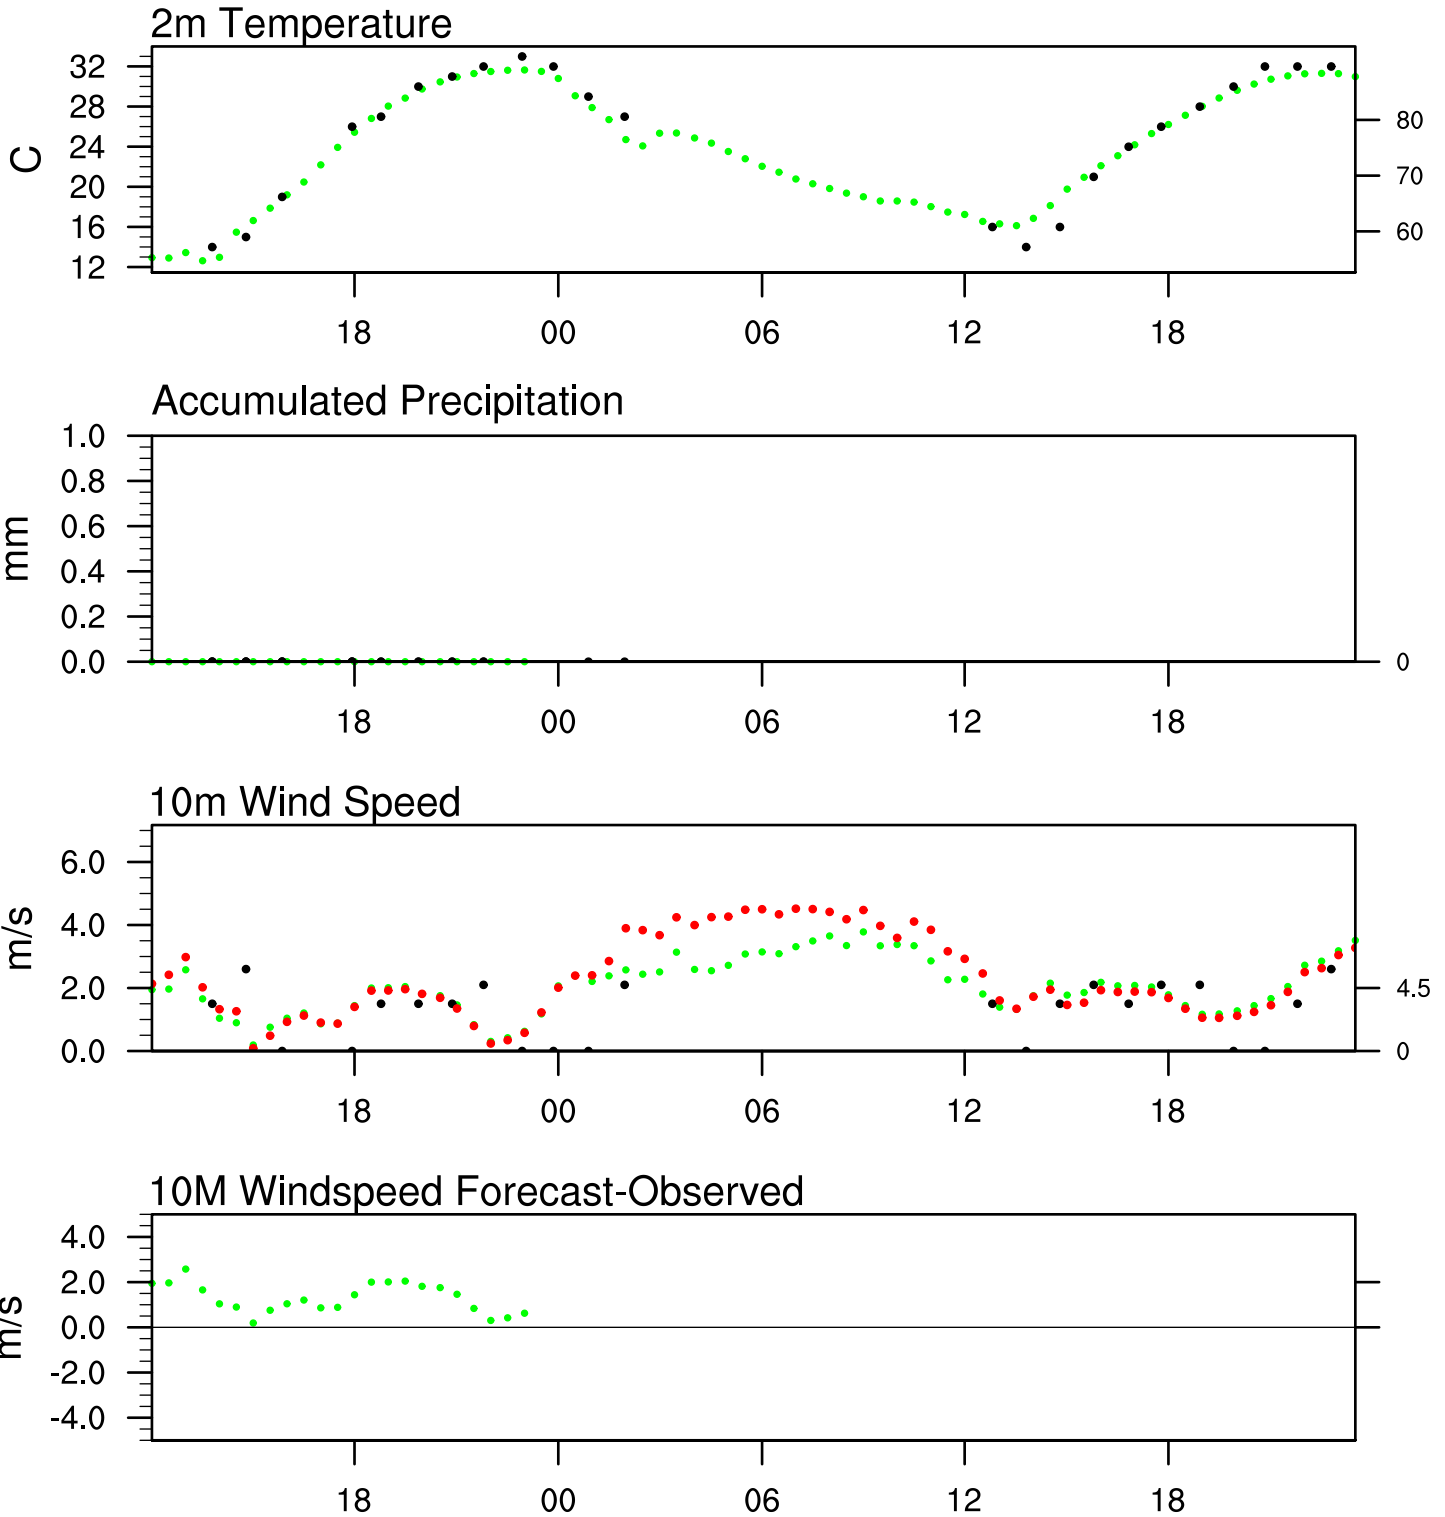 2m Temperature
32
28
24
20
16
12
C
80
70
60
18 00 06 12 18
Accumulated Precipitation
1.0
0.8
0.6
0.4
0.2
0.0
mm
0
18 00 06 12 18
10m Wind Speed
6.0
4.0
2.0
0.0
m/s
4.5
0
18 00 06 12 18
10M Windspeed Forecast-Observed
4.0
2.0
0.0
-2.0
-4.0
m/s
18 00 06 12 18